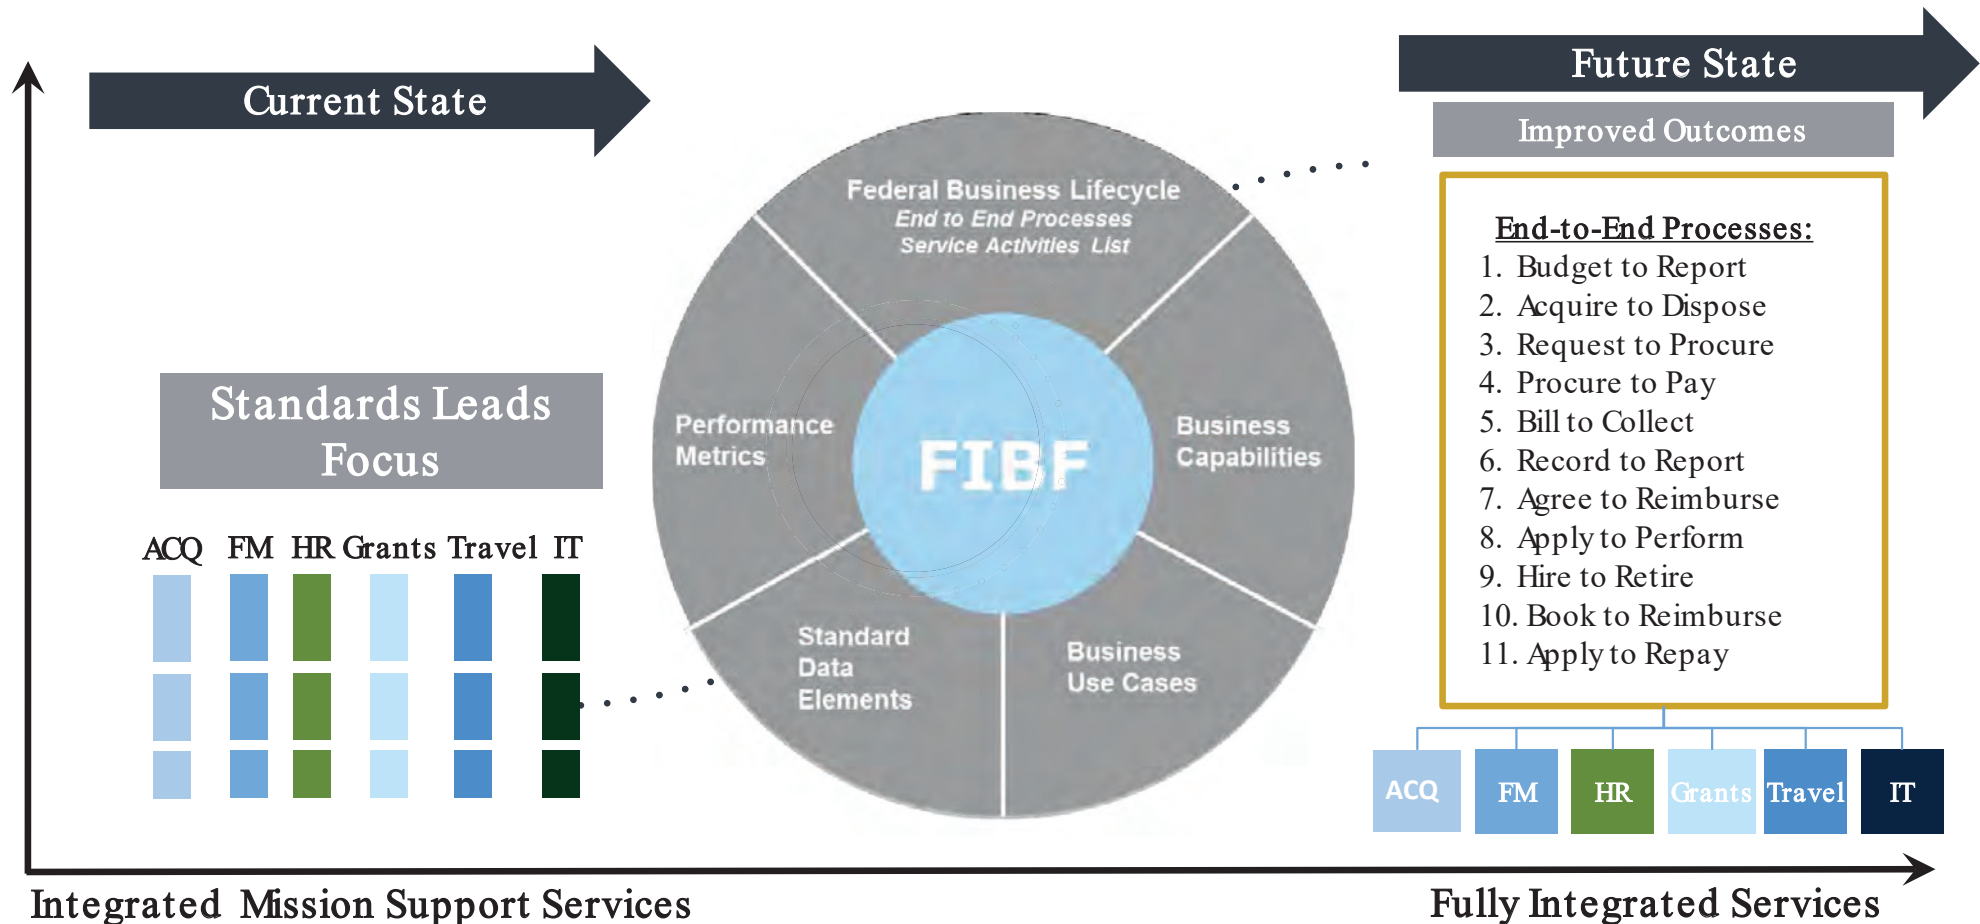 Current State
Future State
Improved Outcomes
Federal Business Lifecycle
End to End Processes
Service Activities List
Performance
Metrics
Business
Capabilities
FIBF
Standard
Data
Elements
Business
Use Cases
Standards Leads
Focus
ACQ FM HR Grants Travel IT
End-to-End Processes:
1. Budget to Report
2. Acquire to Dispose
3. Request to Procure
4. Procure to Pay
5. Bill to Collect
6. Record to Report
7. Agree to Reimburse
8. Apply to Perform
9. Hire to Retire
10. Book to Reimburse
11. Apply to Repay
ACQ FM HR Grants Travel IT
Integrated Mission Support Services
Fully Integrated Services